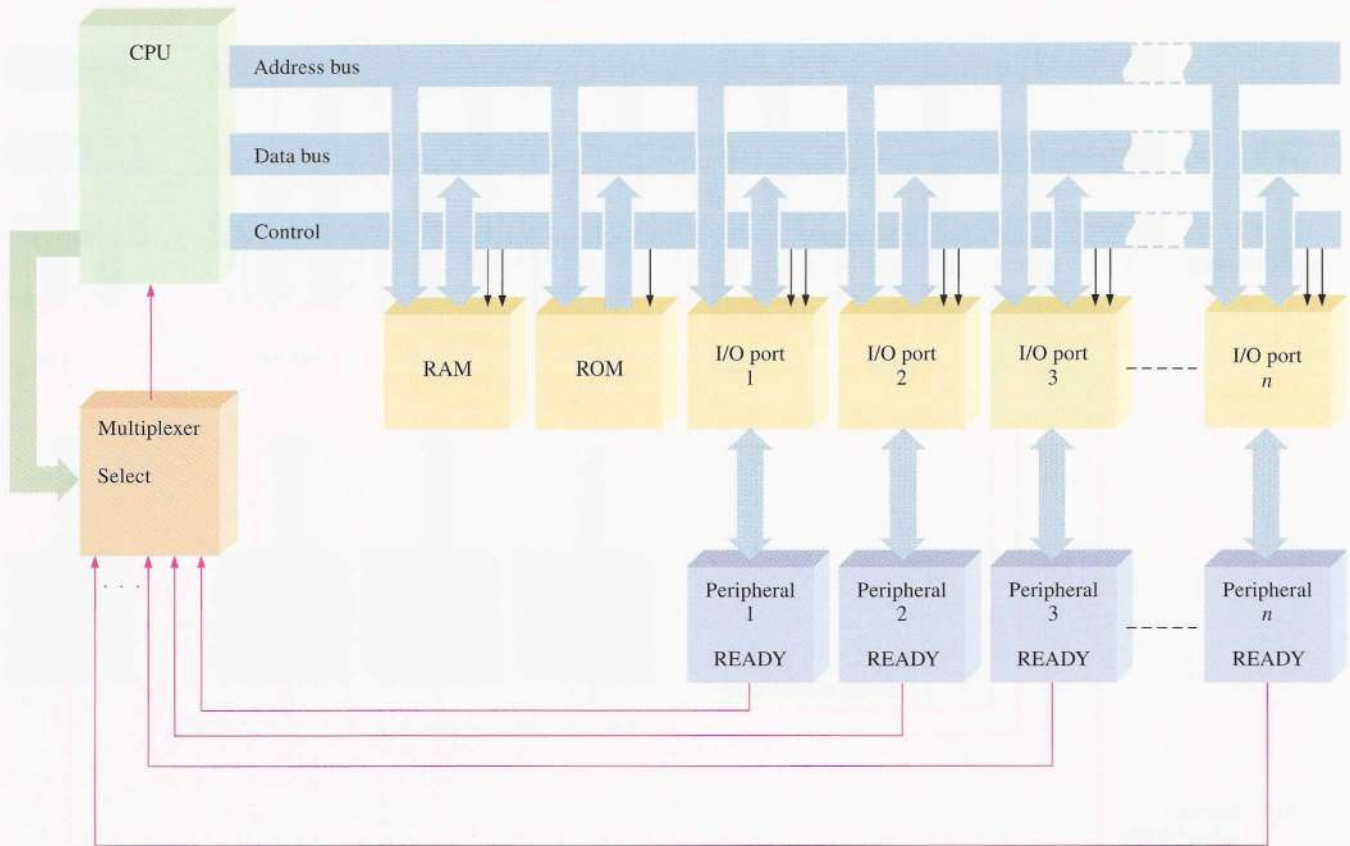 CPU
Address bus
Data bus
Control
RAM
ROM
I/O port
1
I/O port
2
I/O port
3
I/O port
n
Multiplexer
Select
. . .
Peripheral
1
READY
Peripheral
2
READY
Peripheral
3
READY
Peripheral
n
READY